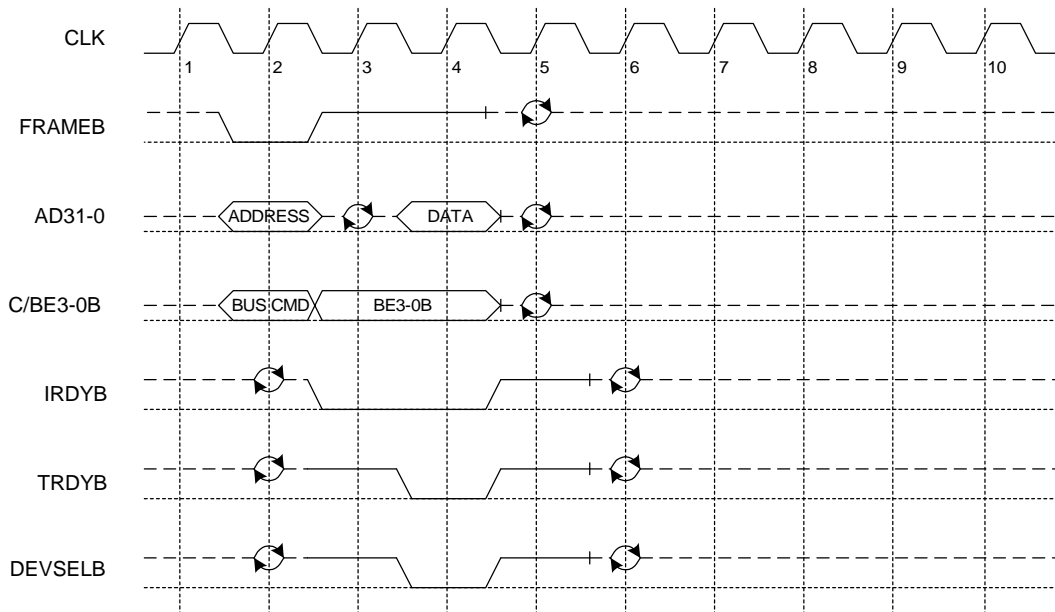 CLK
1 2 3 4 5 6 7 8 9 10
FRAMEB
AD31-0 ADDRESS DATA
C/BE3-0B BUS CMD BE3-0B
IRDYB
TRDYB
DEVSELB